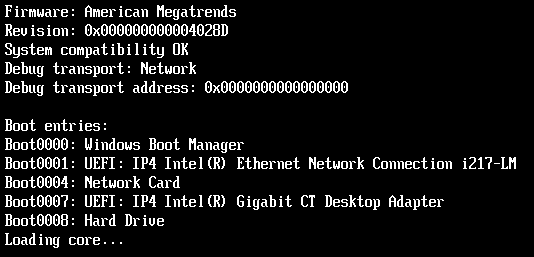 Firmware: American Megatrends
Revision: 0x000000000004028D
System compatibility OK
Debug transport: Network
Debug transport address: 0x0000000000000000

Boot entries:
Boot0000: Windows Boot Manager
Boot0001: UEFI: IP4 Intel(R) Ethernet Network Connection i217-LM
Boot0004: Network Card
Boot0007: UEFI: IP4 Intel(R) Gigabit CT Desktop Adapter
Boot0008: Hard Drive
Loading core...